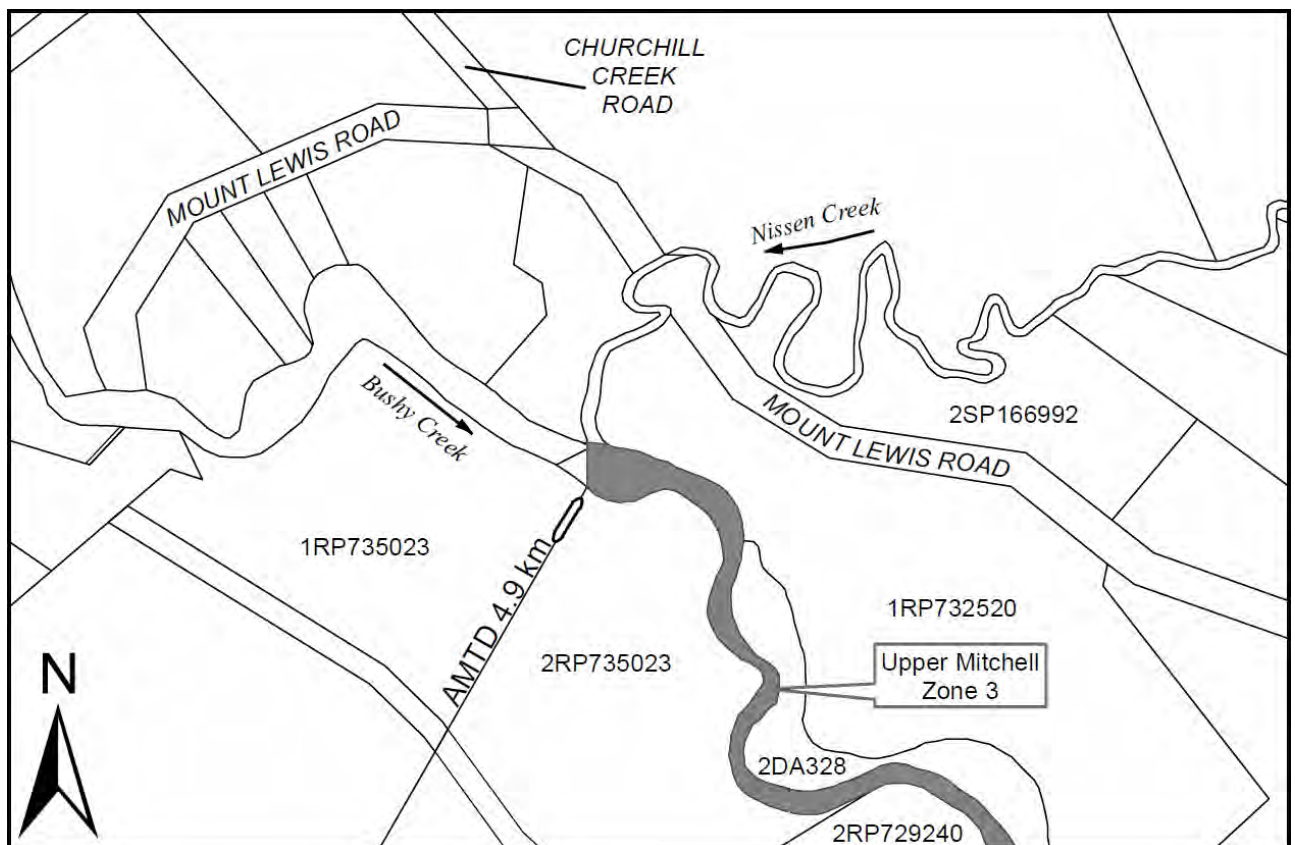 CHURCHILL
CREEK
ROAD
MOUNT LEWIS ROAD
Nissen Creek
Bushy Creek
2SP166992
MOUNT LEWIS ROAD
1RP735023
AMTD 4.9 km
2RP735023
1RP732520
Upper Mitchell
Zone 3
N
2DA328
2RP729240